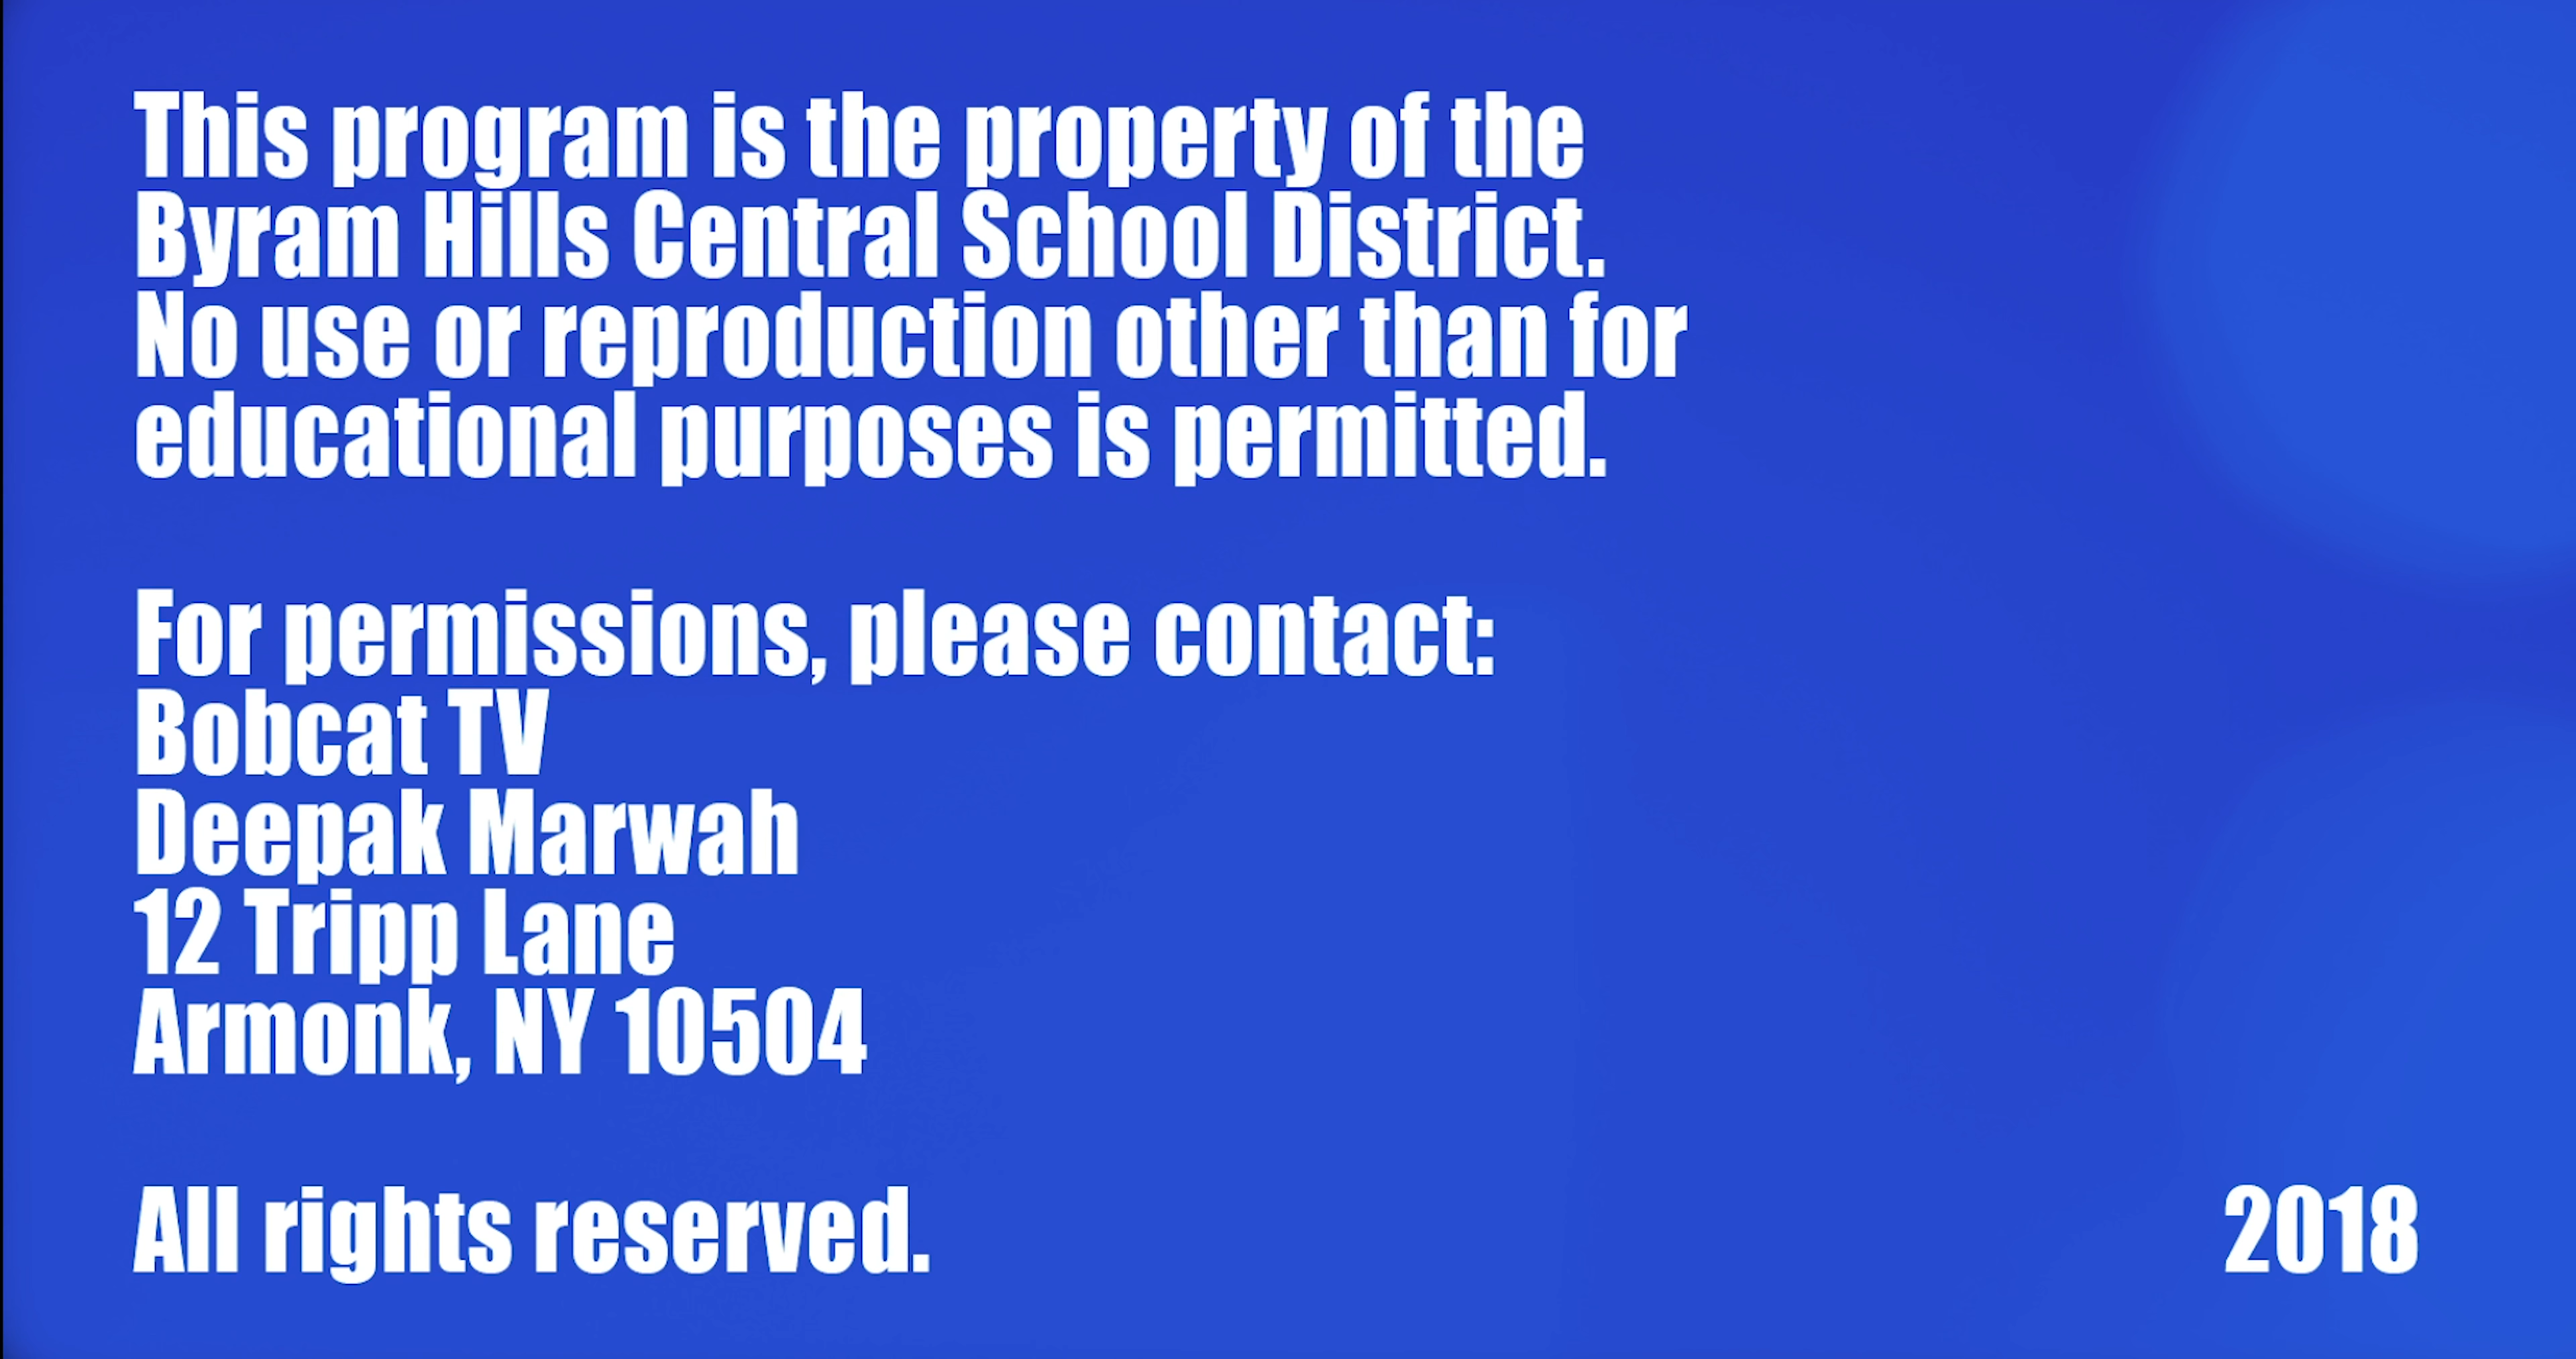 This program is the property of the
Byram Hills Central School District.
No use or reproduction other than for
educational purposes is permitted.
For permissions, please contact:
Bobcat TV
Deepak Marwah
12 Tripp Lane
Armonk, NY 10504
All rights reserved.
2018